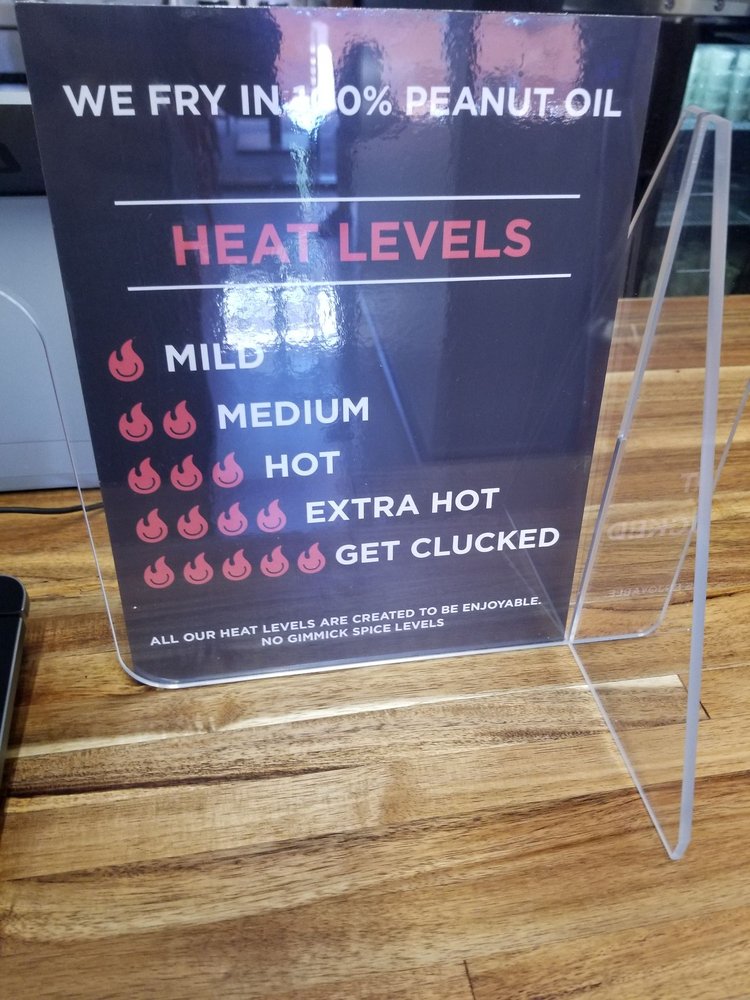 WE FRY IN 100% PEANUT OIL
HEAT LEVELS
MILD
MEDIUM
HOT
EXTRA HOT
GET CLUCKED
ALL OUR HEAT LEVELS ARE CREATED TO BE ENJOYABLE.
NO GIMMICK SPICE LEVELS